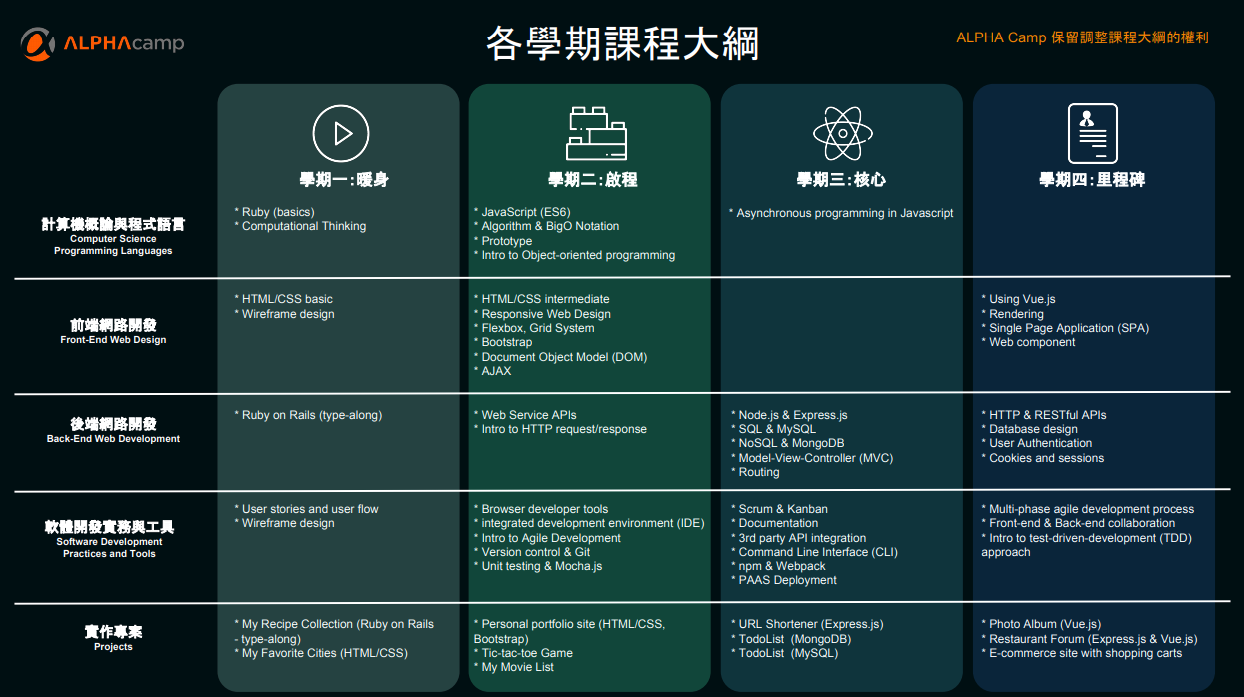 ALPHAcamp
各學期課程大綱
ALPHA Camp 保留調整課程大綱的權利
學期一：暖身
學期二：啟程
學期三：核心
學期四：里程碑
計算機概論與程式語言
Computer Science
Programming Languages
* Ruby (basics)
* Computational Thinking
* JavaScript (ES6)
* Algorithm & BigO Notation
* Prototype
* Intro to Object-oriented programming
* Asynchronous programming in Javascript
前端網路開發
Front-End Web Design
* HTML/CSS basic
* Wireframe design
* HTML/CSS intermediate
* Responsive Web Design
* Flexbox, Grid System
* Bootstrap
* Document Object Model (DOM)
* AJAX
* Using Vue.js
* Rendering
* Single Page Application (SPA)
* Web component
後端網路開發
Back-End Web Development
* Ruby on Rails (type-along)
* Web Service APIs
* Intro to HTTP request/response
* Node.js & Express.js
* SQL & MySQL
* NoSQL & MongoDB
* Model-View-Controller (MVC)
* Routing
* HTTP & RESTful APIs
* Database design
* User Authentication
* Cookies and sessions
軟體開發實務與工具
Software Development
Practices and Tools
* User stories and user flow
* Wireframe design
* Browser developer tools
* integrated development environment (IDE)
* Intro to Agile Development
* Version control & Git
* Unit testing & Mocha.js
* Scrum & Kanban
* Documentation
* 3rd party API integration
* Command Line Interface (CLI)
* npm & Webpack
* PAAS Deployment
* Multi-phase agile development process
* Front-end & Back-end collaboration
* Intro to test-driven-development (TDD)
approach
實作專案
Projects
* My Recipe Collection (Ruby on Rails
- type-along)
* My Favorite Cities (HTML/CSS)
* Personal portfolio site (HTML/CSS,
Bootstrap)
* Tic-tac-toe Game
* My Movie List
* URL Shortener (Express.js)
* TodoList (MongoDB)
* TodoList (MySQL)
* Photo Album (Vue.js)
* Restaurant Forum (Express.js & Vue.js)
* E-commerce site with shopping carts